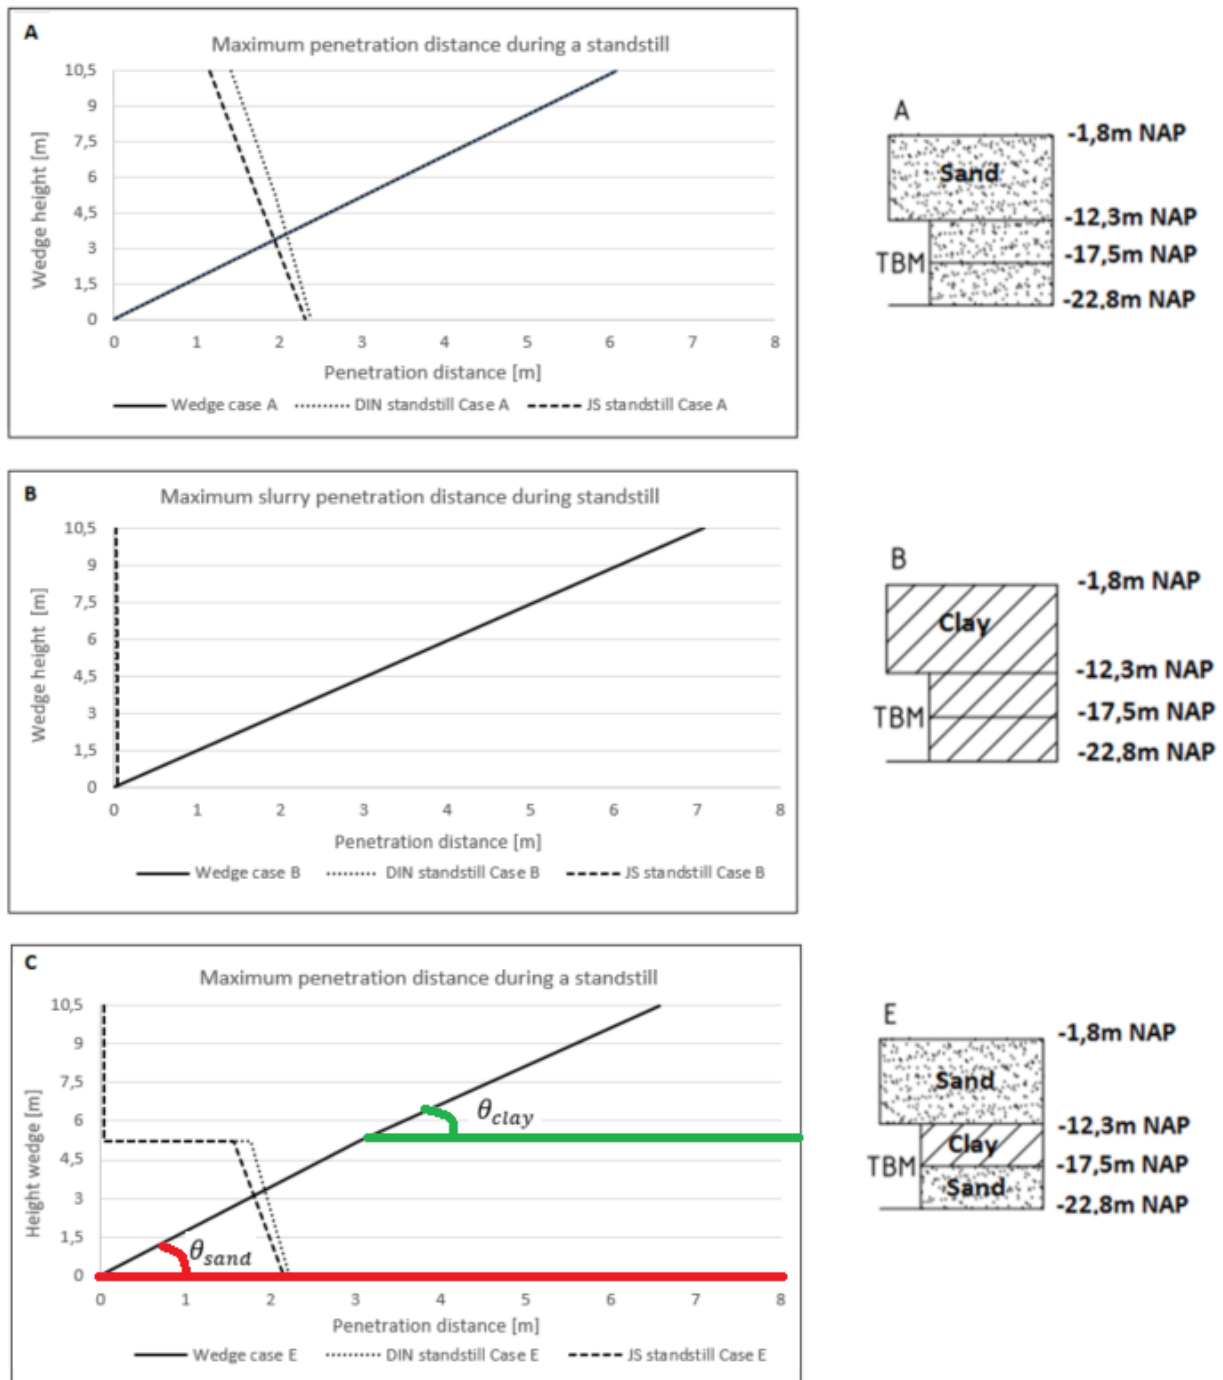 A
Maximum penetration distance during a standstill
10,5
9
7,5
6
4,5
3
1,5
0
Wedge height [m]
0 1 2 3 4 5 6 7 8
Penetration distance [m]
Wedge case A DIN standstill Case A JS standstill Case A
A
Sand
TBM
-1,8m NAP
-12,3m NAP
-17,5m NAP
-22,8m NAP
B
Maximum slurry penetration distance during standstill
10,5
9
7,5
6
4,5
3
1,5
0
Wedge height [m]
0 1 2 3 4 5 6 7 8
Penetration distance [m]
Wedge case B DIN standstill Case B JS standstill Case B
B
Clay
TBM
-1,8m NAP
-12,3m NAP
-17,5m NAP
-22,8m NAP
C
Maximum penetration distance during a standstill
10,5
9
7,5
6
4,5
3
1,5
0
Height wedge [m]
θclay
θsand
0 1 2 3 4 5 6 7 8
Penetration distance [m]
Wedge case E DIN standstill Case E JS standstill Case E
E
Sand
Clay
TBM
Sand
-1,8m NAP
-12,3m NAP
-17,5m NAP
-22,8m NAP